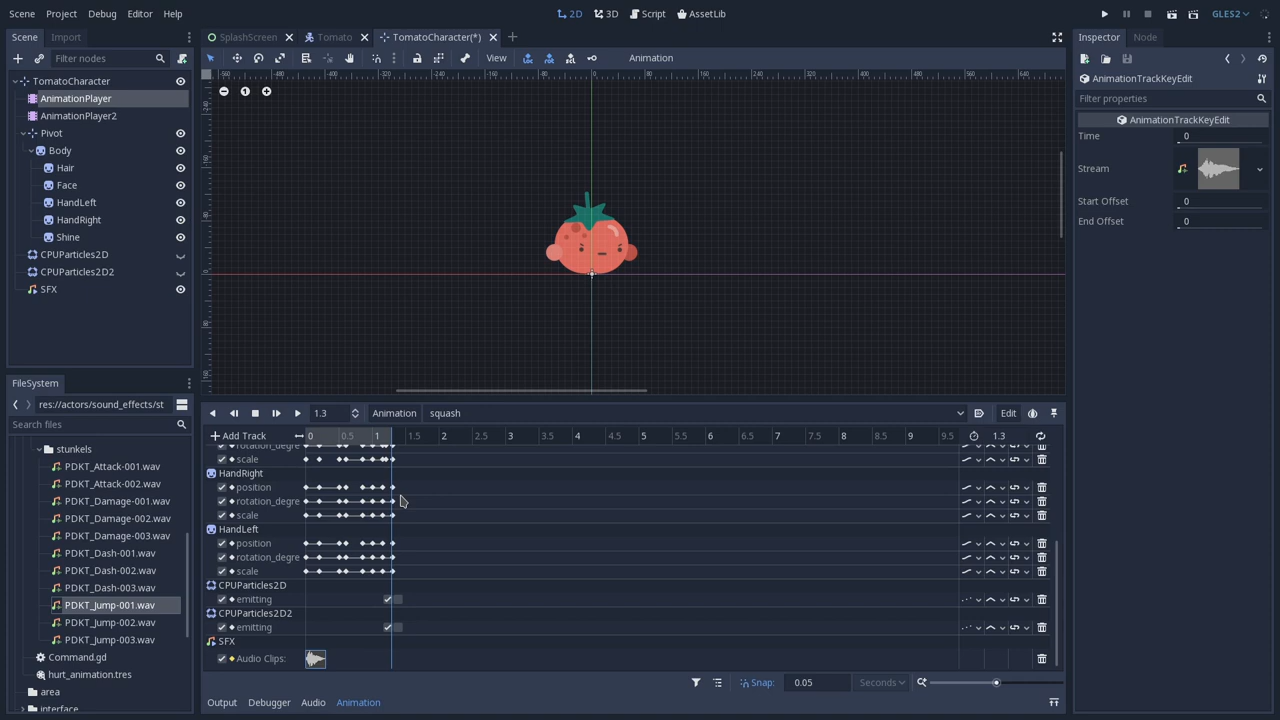 Scene Project Debug Editor Help
2D 3D Script AssetLib
GLES2
Scene Import
SplashScreen Tomato TomatoCharacter(*)
Inspector Node
Filter nodes
View Animation
AnimationTrackKeyEdit
Filter properties
AnimationTrackKeyEdit
Time 0
Stream
Start Offset 0
End Offset 0
TomatoCharacter
AnimationPlayer
AnimationPlayer2
Pivot
Body
Hair
Face
HandLeft
HandRight
Shine
CPUParticles2D
CPUParticles2D2
SFX
FileSystem
res://actors/sound_effects/st
Search files
stunkels
PDKT_Attack-001.wav
PDKT_Attack-002.wav
PDKT_Damage-001.wav
PDKT_Damage-002.wav
PDKT_Damage-003.wav
PDKT_Dash-001.wav
PDKT_Dash-002.wav
PDKT_Dash-003.wav
PDKT_Jump-001.wav
PDKT_Jump-002.wav
PDKT_Jump-003.wav
Command.gd
hurt_animation.tres
area
interface
1.3 Animation squash Edit
Add Track 0 0.5 1 1.5 2 2.5 3 3.5 4 4.5 5 5.5 6 6.5 7 7.5 8 8.5 9 9.5 1.3
rotation_degre
scale
HandRight
position
rotation_degre
scale
HandLeft
position
rotation_degre
scale
CPUParticles2D
emitting
CPUParticles2D2
emitting
SFX
Audio Clips:
Snap: 0.05 Seconds
Output Debugger Audio Animation